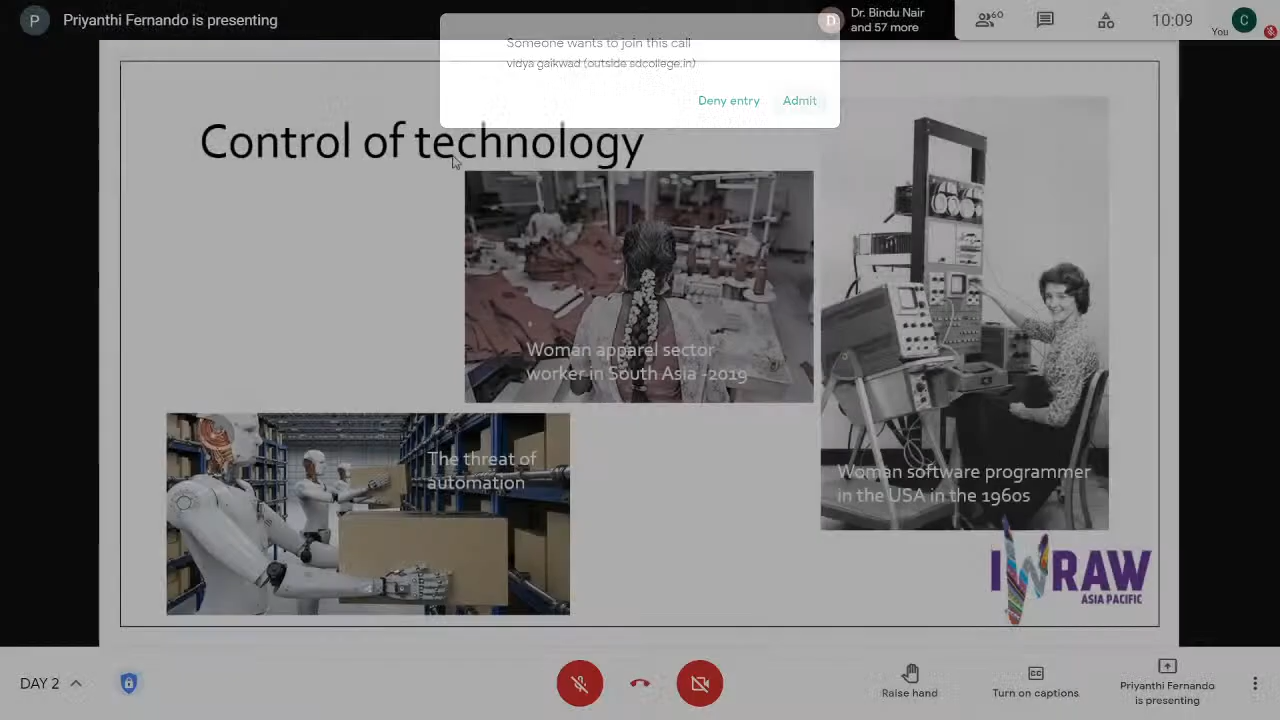 P
Priyanthi Fernando is presenting
Someone wants to join this call
vidya gaikwad (outside sdcollege.in)
Deny entry
Admit
D
Dr. Bindu Nair
and 57 more
60
10:09
You
C
Control of technology
Woman apparel sector
worker in South Asia -2019
The threat of
automation
Woman software programmer
in the USA in the 1960s
IWRAW
ASIA PACIFIC
DAY 2
Raise hand
CC
Turn on captions
Priyanthi Fernando
is presenting